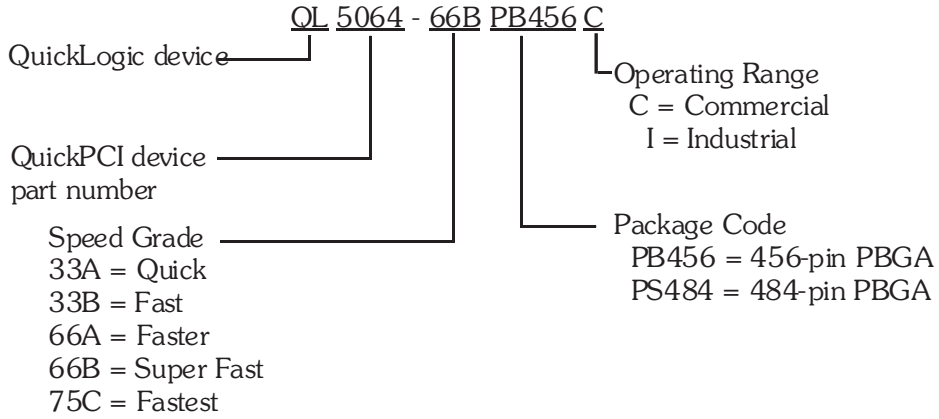 QL 5064 - 66B PB456 C
QuickLogic device
Operating Range
C = Commercial
I = Industrial
QuickPCI device
part number
Speed Grade
33A = Quick
33B = Fast
66A = Faster
66B = Super Fast
75C = Fastest
Package Code
PB456 = 456-pin PBGA
PS484 = 484-pin PBGA